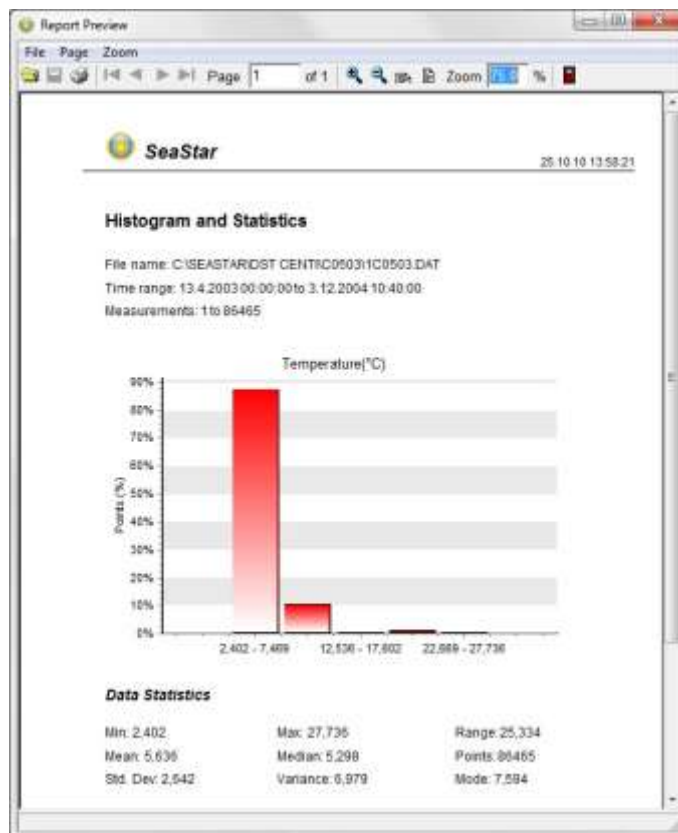 Report Preview
File Page Zoom
Page 1 of 1 Zoom %
SeaStar
25.10.10 13:58:21
Histogram and Statistics
File name: C:\SEASTAR\DST CENTI\C0503\1C0503.DAT
Time range: 13.4.2003 00:00:00 to 3.12.2004 10:40:00
Measurements: 1 to 86465
Temperature(°C)
90%
80%
70%
60%
50%
40%
30%
20%
10%
0%
Points (%)
2,402 - 7,469 12,536 - 17,602 22,669 - 27,736
Data Statistics
Min: 2,402 Max: 27,736 Range: 25,334
Mean: 5,636 Median: 5,298 Points: 86465
Std. Dev: 2,642 Variance: 6,979 Mode: 7,594